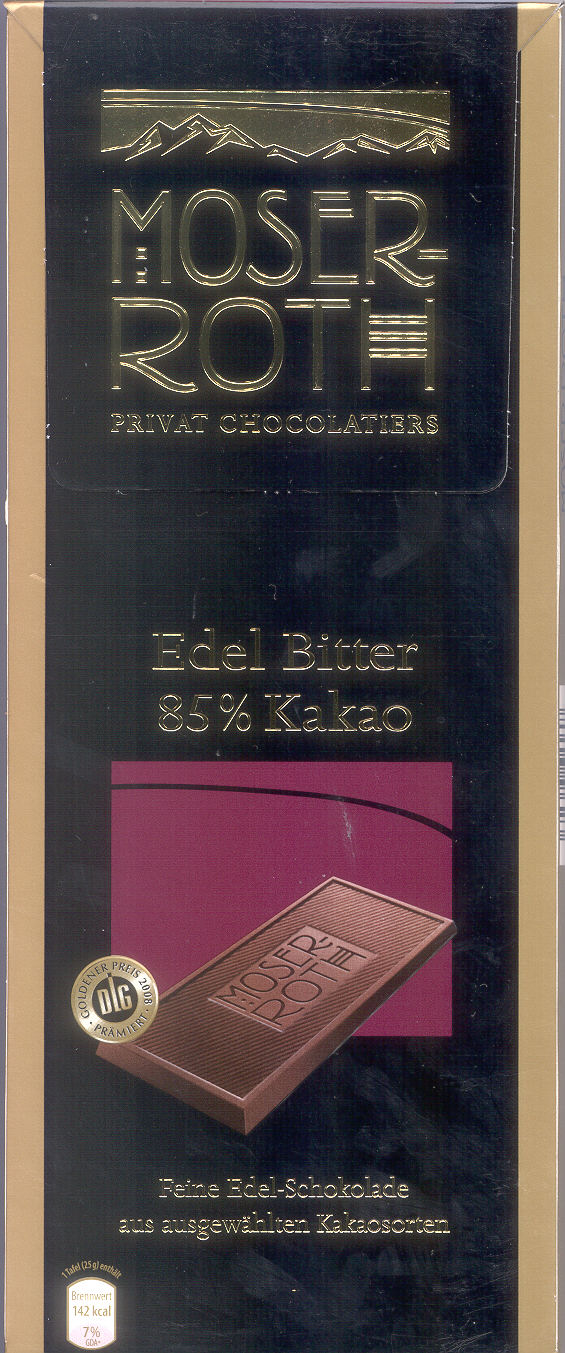 MOSER-
ROTH
PRIVAT CHOCOLATIERS
Edel Bitter
85% Kakao
MOSER
ROTH
GOLDENER PREIS 2008
DLG
PRÄMIERT
Feine Edel-Schokolade
aus ausgewählten Kakaosorten
1 Tafel (25 g) enthält
Brennwert
142 kcal
7%
GDA*